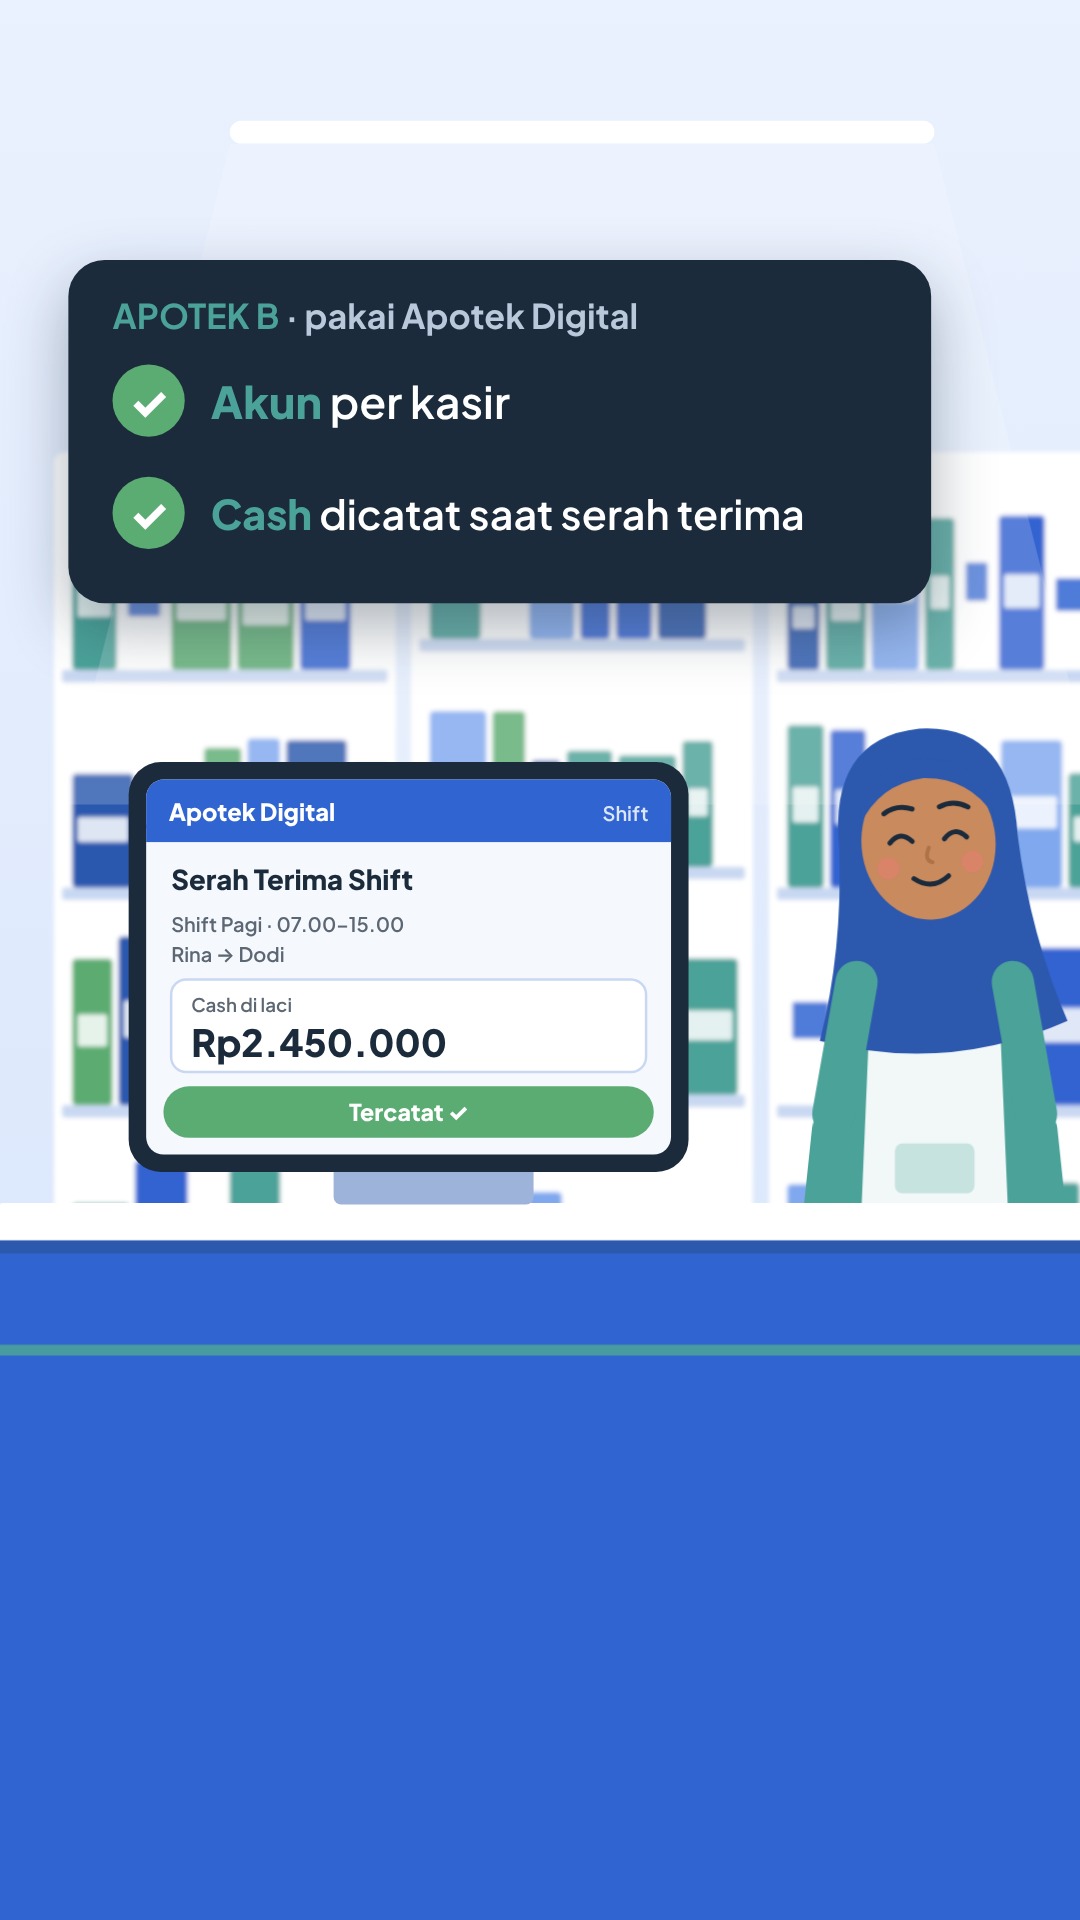 APOTEK B · pakai Apotek Digital
Akun per kasir
Cash dicatat saat serah terima
Apotek Digital Shift
Serah Terima Shift
Shift Pagi · 07.00–15.00
Rina → Dodi
Cash di laci
Rp2.450.000
Tercatat ✓